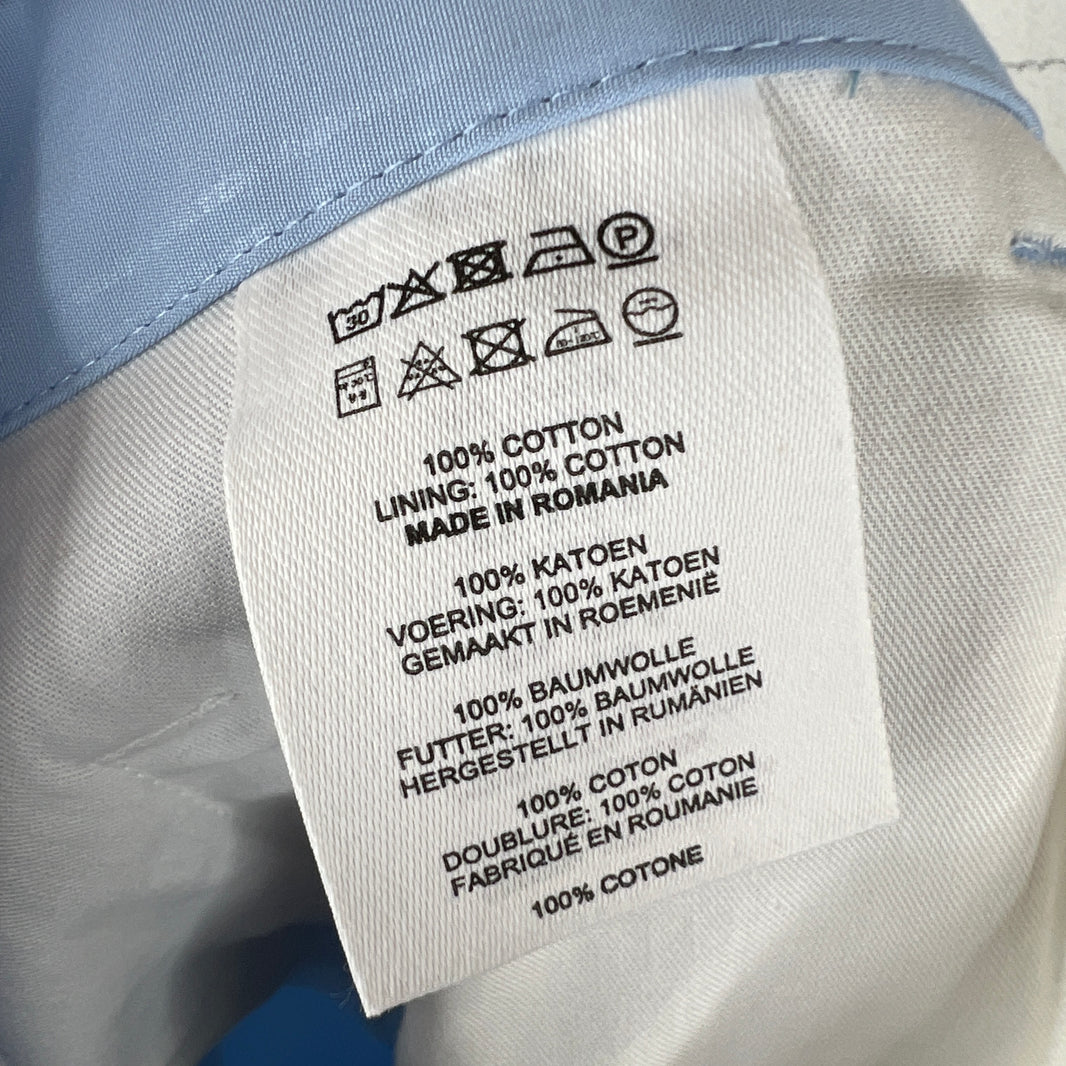 30
P
100% COTTON
LINING: 100% COTTON
MADE IN ROMANIA
100% KATOEN
VOERING: 100% KATOEN
GEMAAKT IN ROEMENIË
100% BAUMWOLLE
FUTTER: 100% BAUMWOLLE
HERGESTELLT IN RUMÄNIEN
100% COTON
DOUBLURE: 100% COTON
FABRIQUÉ EN ROUMANIE
100% COTONE